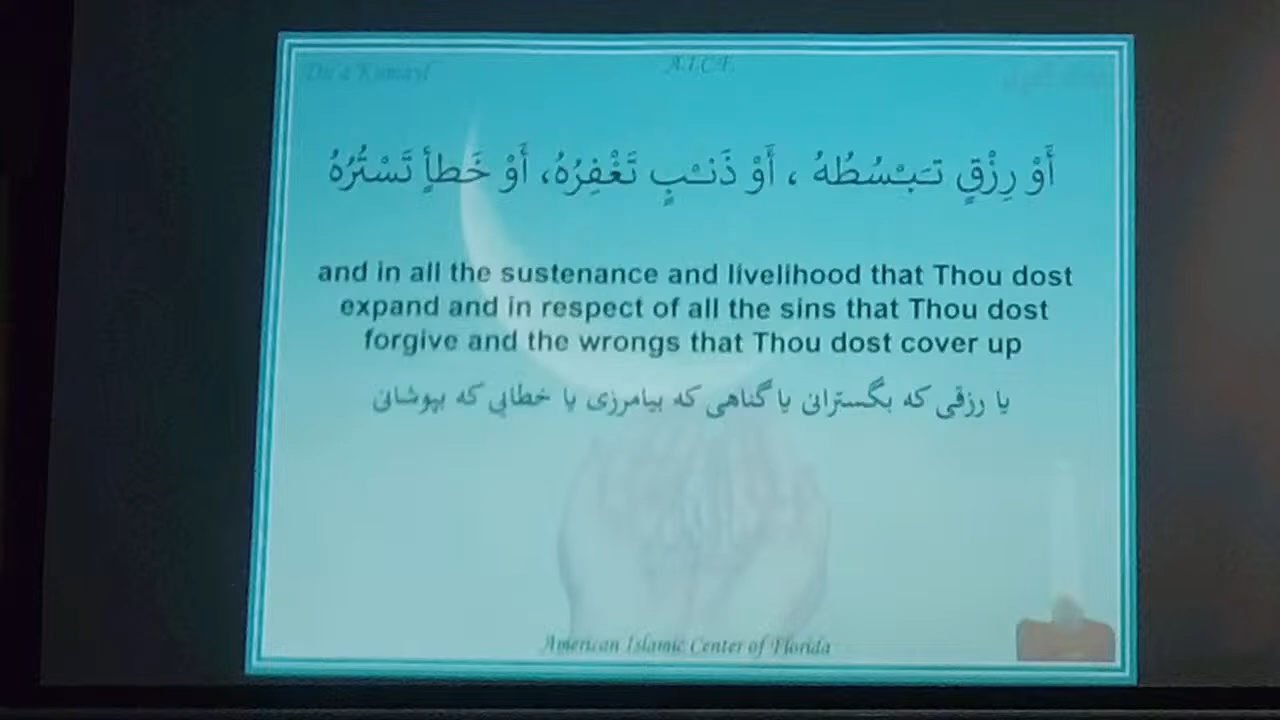 Du'a Kumayl
A.I.C.F.
أَوْ رِزْقٍ تَبْسُطُهُ ، أَوْ ذَنْبٍ تَغْفِرُهُ، أَوْ خَطأٍ تَسْتُرُهُ
and in all the sustenance and livelihood that Thou dost
expand and in respect of all the sins that Thou dost
forgive and the wrongs that Thou dost cover up
یا رزقی که بگسترانی یا گناهی که بیامرزی یا خطایی که بپوشانی
American Islamic Center of Florida